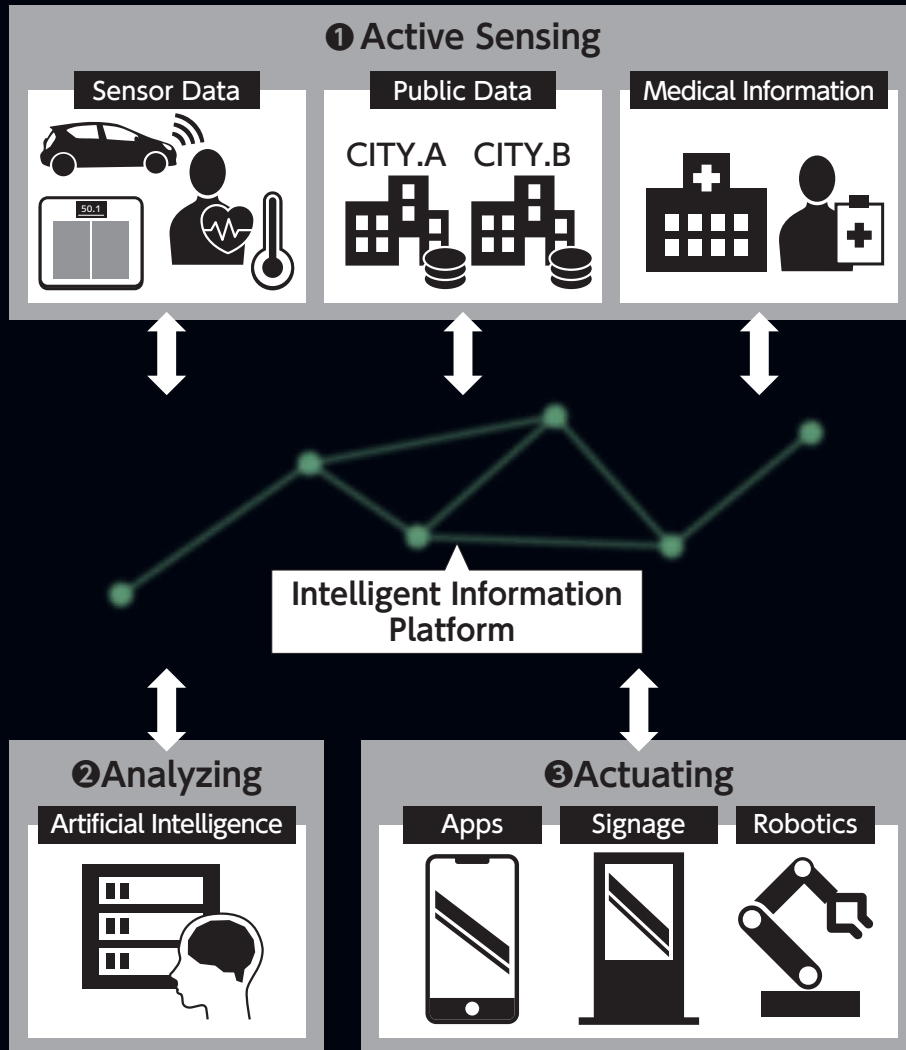 ❶ Active Sensing
Sensor Data
Public Data
Medical Information
CITY.A
CITY.B
50.1
Intelligent Information
Platform
❷Analyzing
Artificial Intelligence
❸Actuating
Apps
Signage
Robotics